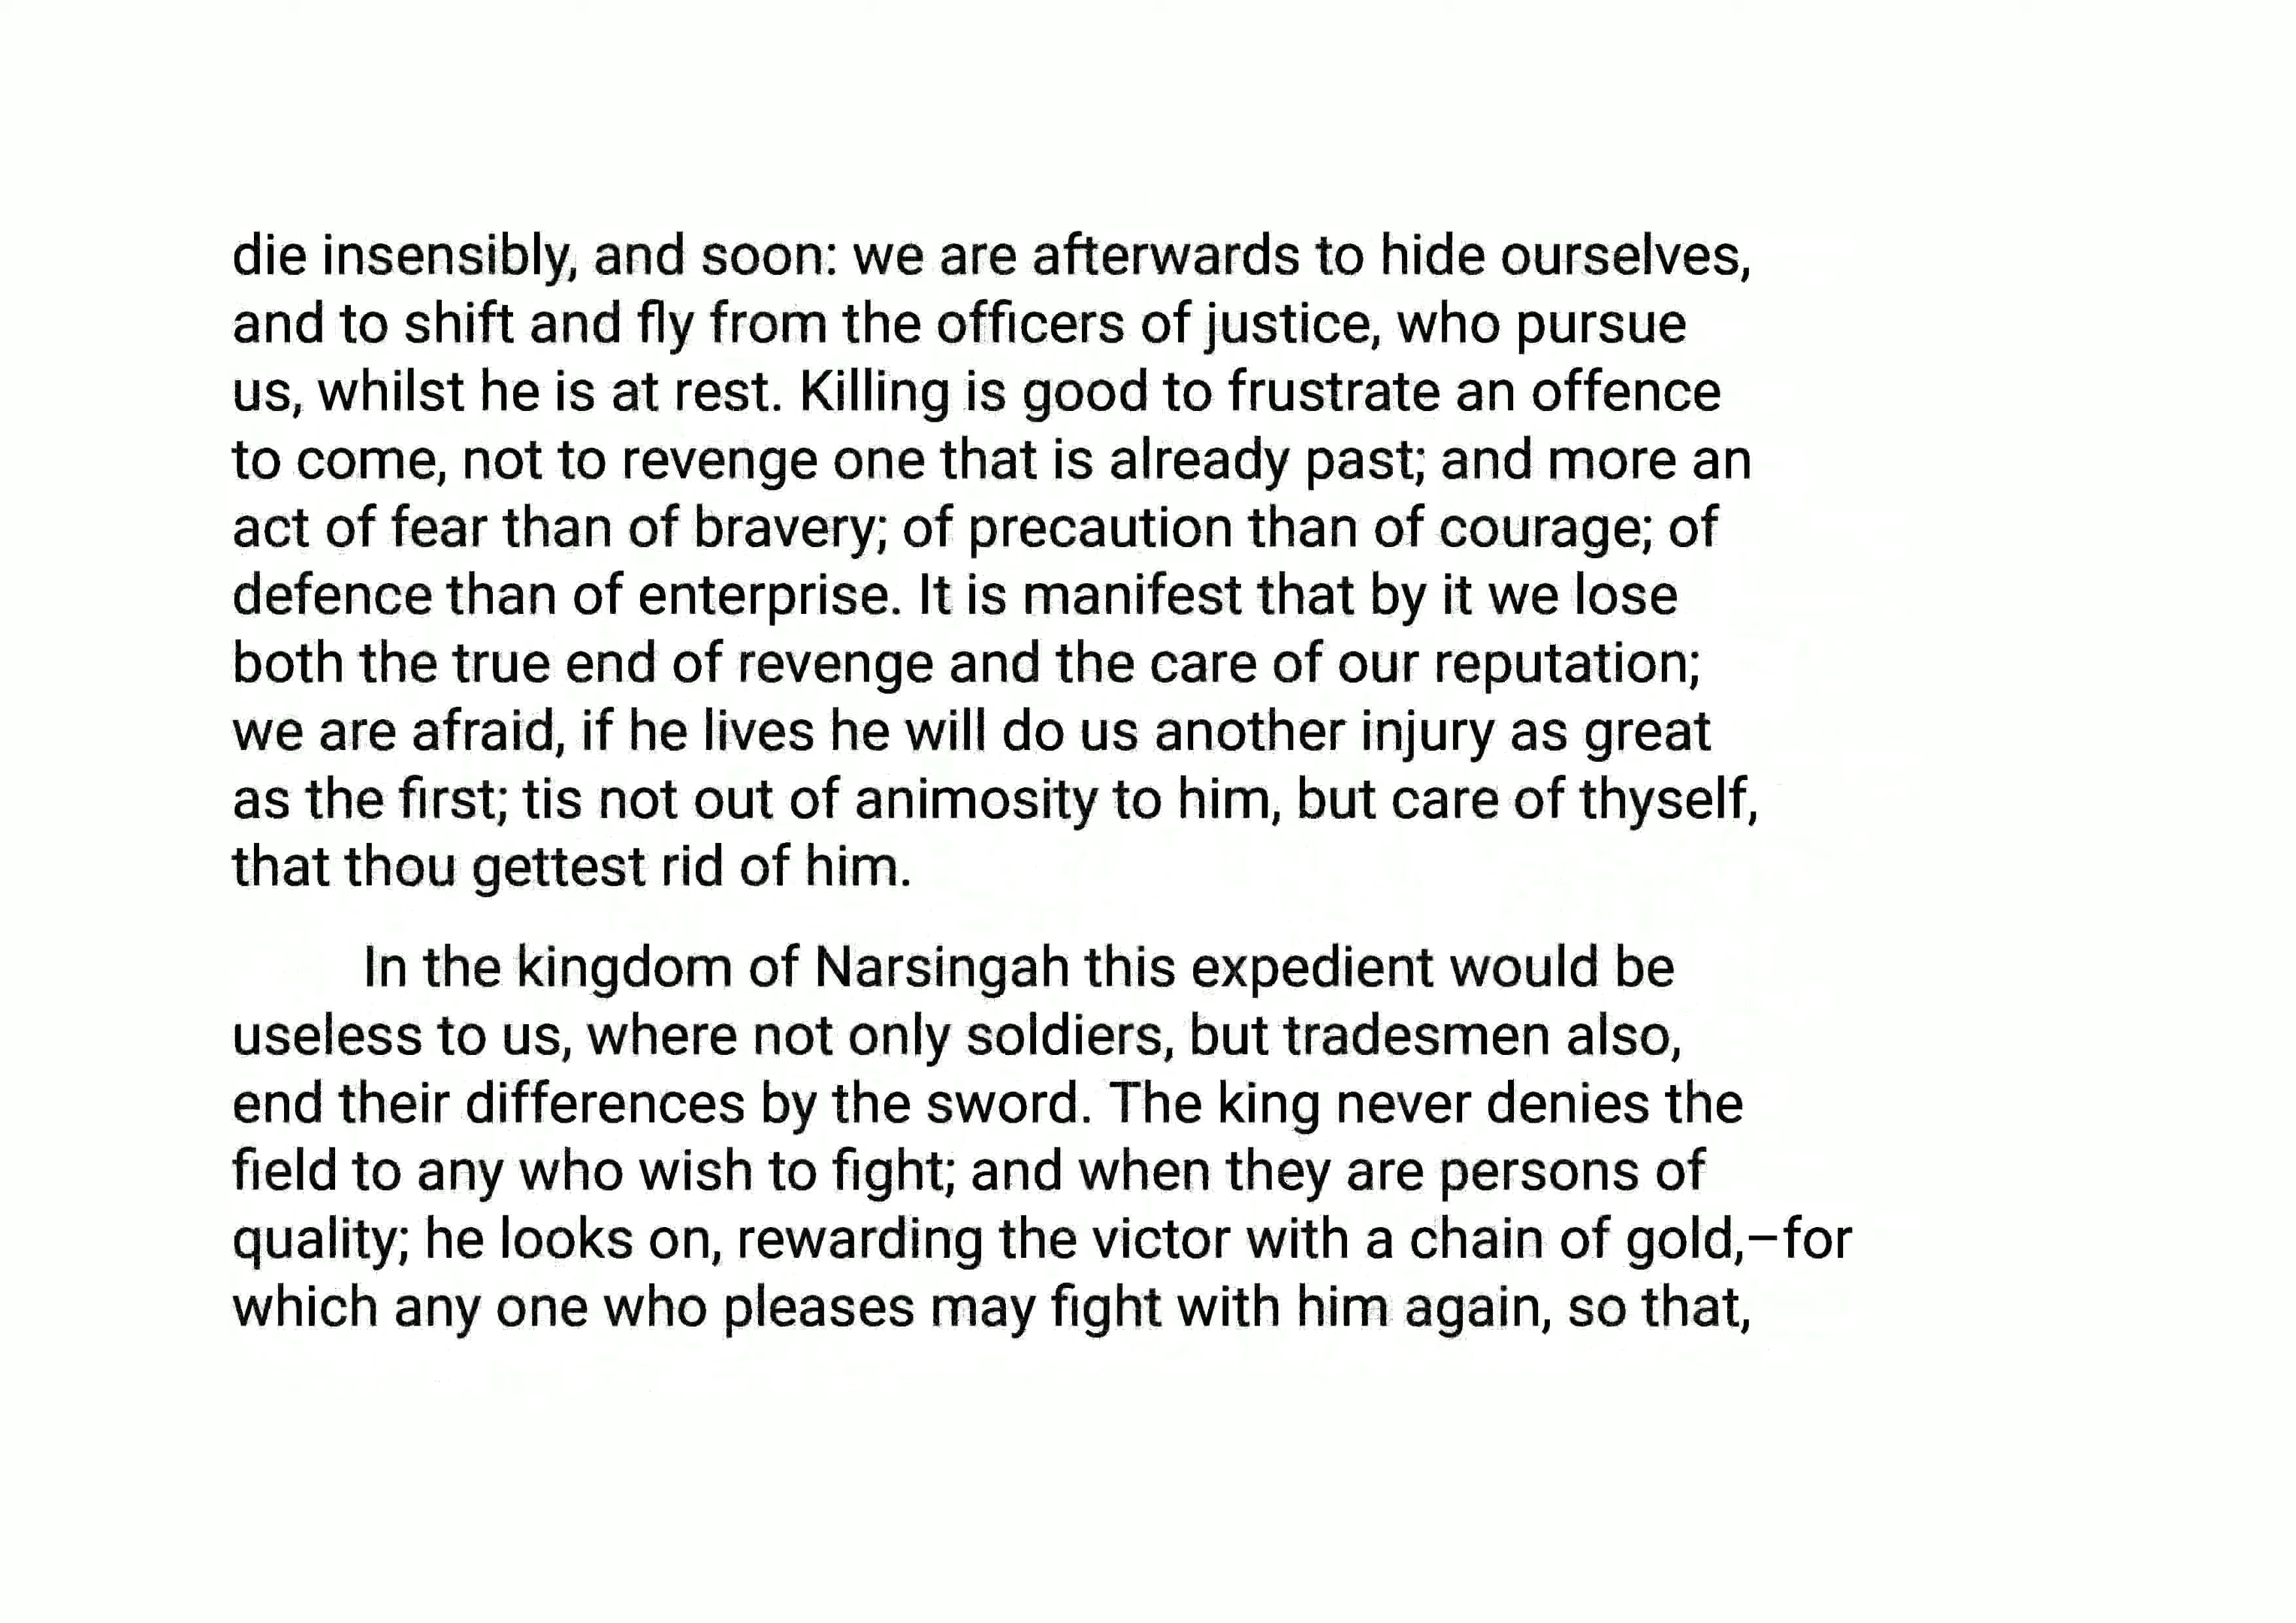 die insensibly, and soon: we are afterwards to hide ourselves,
and to shift and fly from the officers of justice, who pursue
us, whilst he is at rest. Killing is good to frustrate an offence
to come, not to revenge one that is already past; and more an
act of fear than of bravery; of precaution than of courage; of
defence than of enterprise. It is manifest that by it we lose
both the true end of revenge and the care of our reputation;
we are afraid, if he lives he will do us another injury as great
as the first; tis not out of animosity to him, but care of thyself,
that thou gettest rid of him.
In the kingdom of Narsingah this expedient would be
useless to us, where not only soldiers, but tradesmen also,
end their differences by the sword. The king never denies the
field to any who wish to fight; and when they are persons of
quality; he looks on, rewarding the victor with a chain of gold,–for
which any one who pleases may fight with him again, so that,